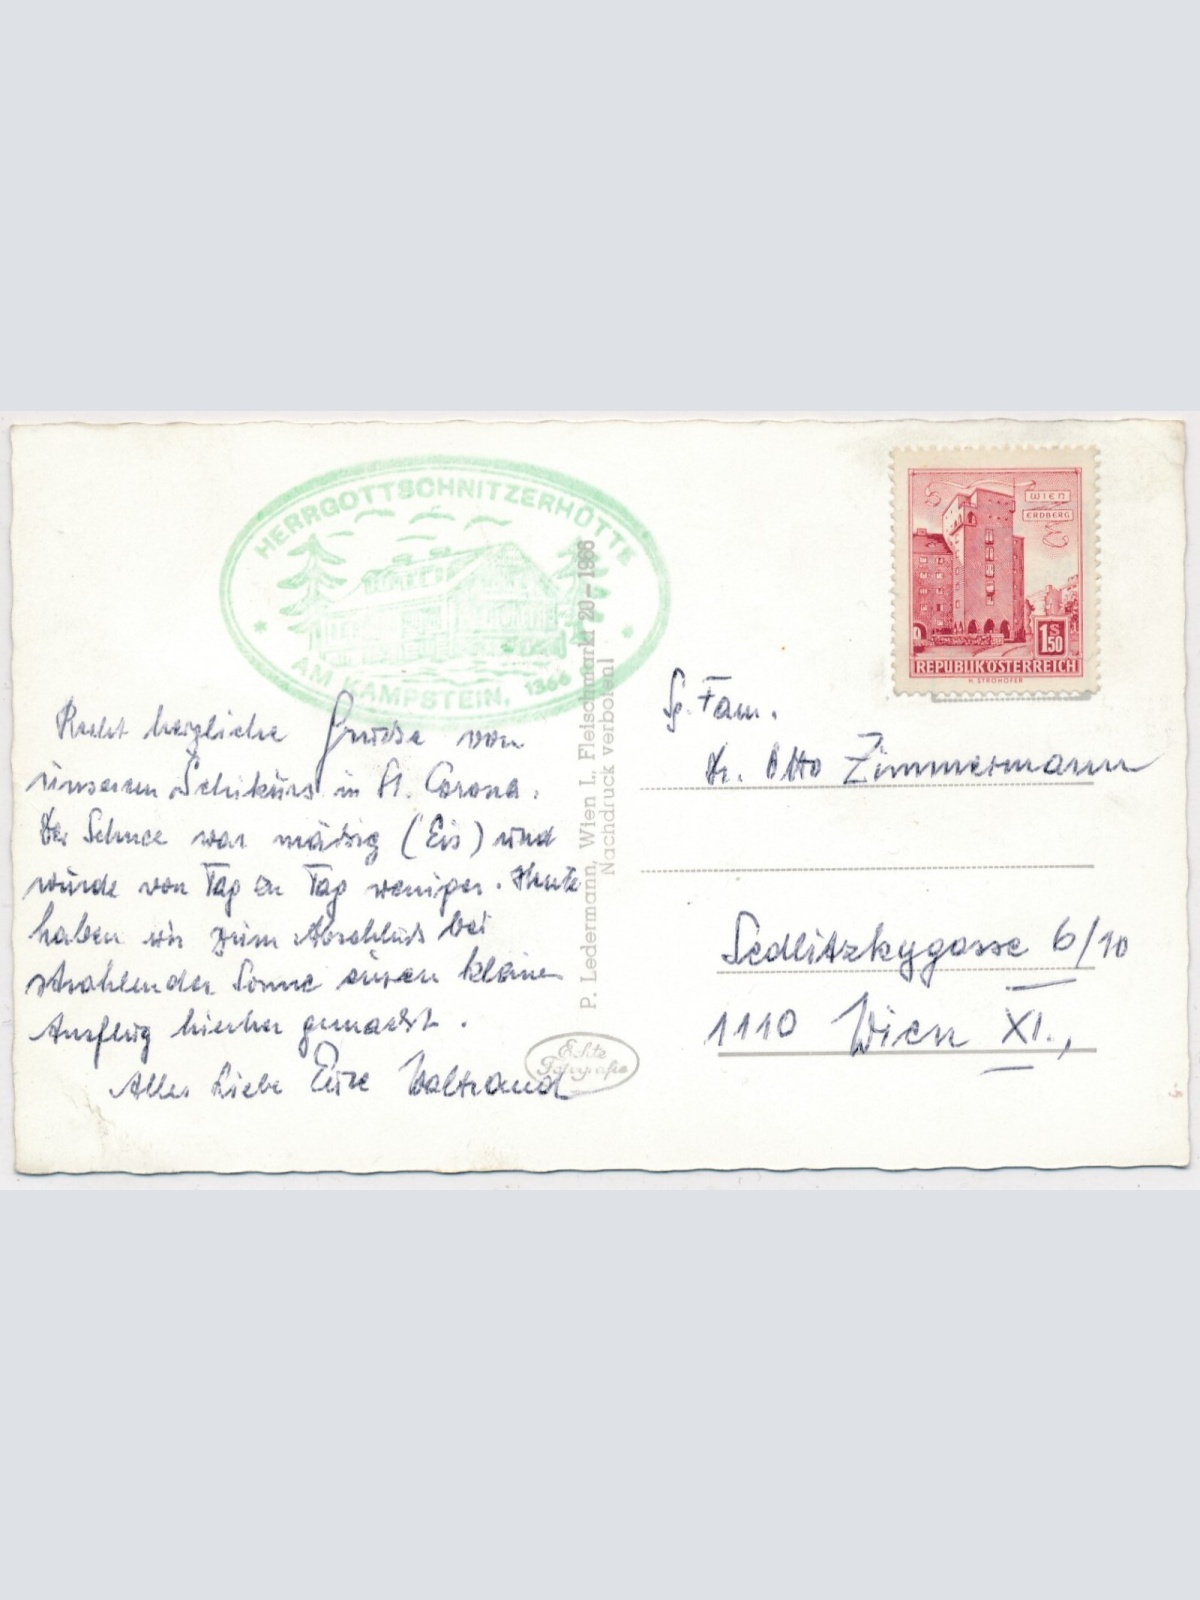 HERRGOTTSCHNITZERHÜTTE
AM KAMPSTEIN, 1366
Recht herzliche Grüsse von
unserem Schikurs in St. Corona.
Der Schnee war mässig (Eis) und
wurde von Tag zu Tag weniger. Heute
haben wir zum Abschluss bei
strahlender Sonne einen kleinen
Ausflug hierher gemacht.
Alles Liebe Eure Waltraud
P. Ledermann, Wien I., Fleischmarkt 20 - 1966
Nachdruck verboten!
Echte
Fotografie
WIEN
ERDBERG
S
1.50
REPUBLIK ÖSTERREICH
H. STROHOFER
Fam.
Dr. Otto Zimmermann
Sedlitzkygasse 6/10
1110 Wien XI.,